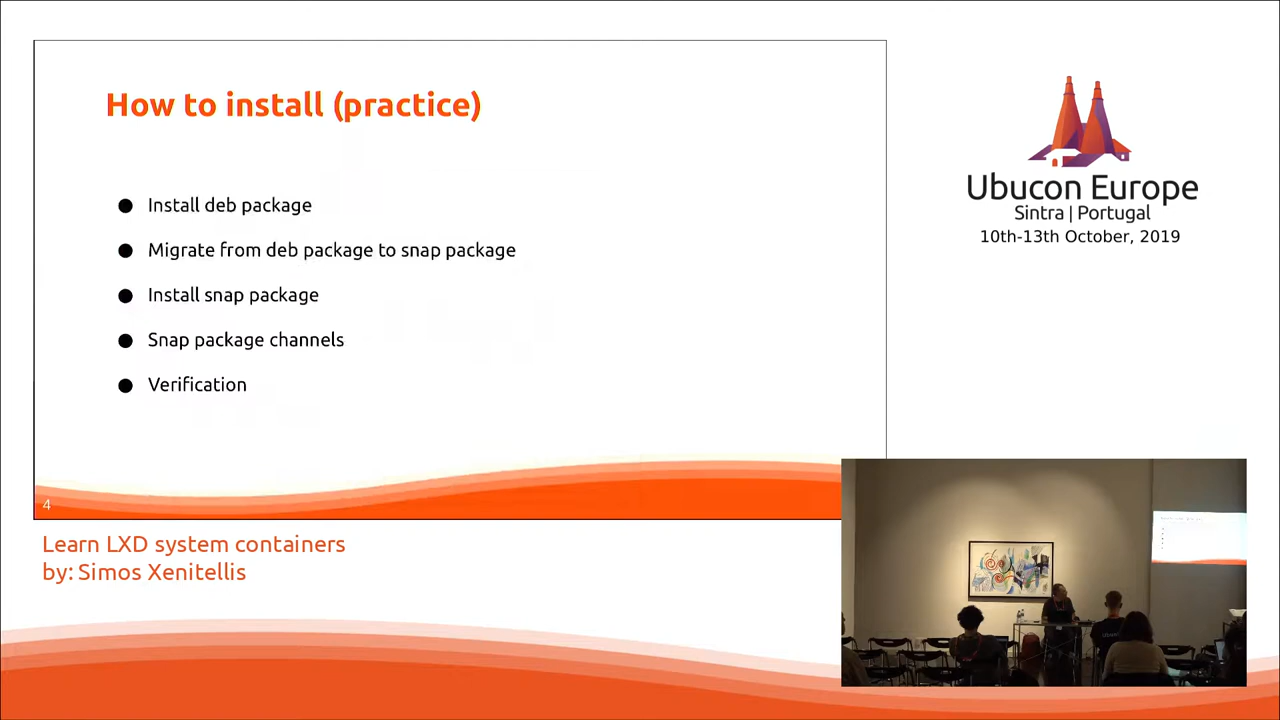 How to install (practice)
● Install deb package
● Migrate from deb package to snap package
● Install snap package
● Snap package channels
● Verification
4
Learn LXD system containers
by: Simos Xenitellis
Ubucon Europe
Sintra | Portugal
10th-13th October, 2019